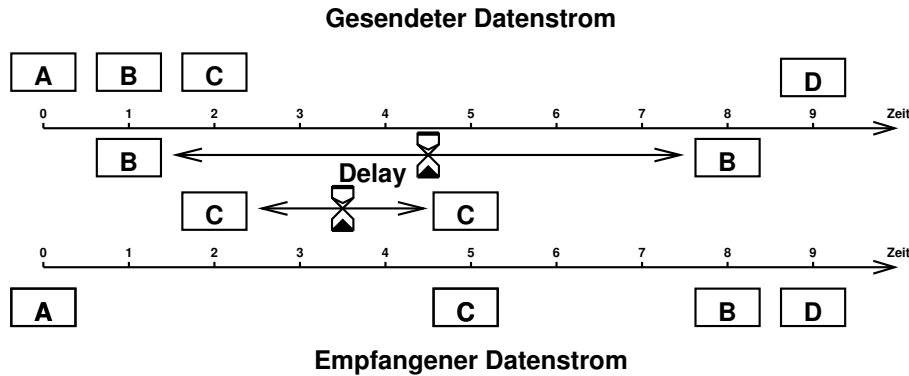 Gesendeter Datenstrom
A B C D
0 1 2 3 4 5 6 7 8 9 Zeit
B B
Delay
C C
0 1 2 3 4 5 6 7 8 9 Zeit
A C B D
Empfangener Datenstrom